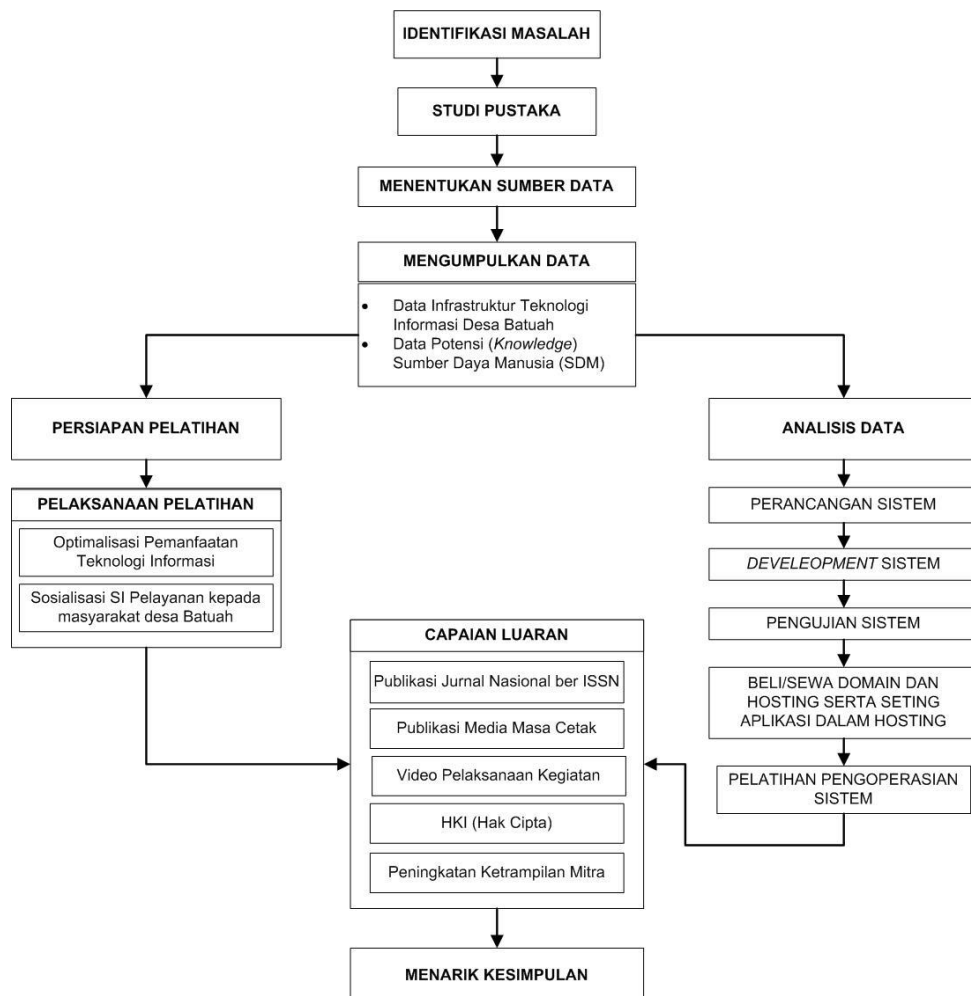 IDENTIFIKASI MASALAH
STUDI PUSTAKA
MENENTUKAN SUMBER DATA
MENGUMPULKAN DATA
• Data Infrastruktur Teknologi
Informasi Desa Batuah
• Data Potensi (Knowledge)
Sumber Daya Manusia (SDM)
PERSIAPAN PELATIHAN
PELAKSANAAN PELATIHAN
Optimalisasi Pemanfaatan
Teknologi Informasi
Sosialisasi SI Pelayanan kepada
masyarakat desa Batuah
ANALISIS DATA
PERANCANGAN SISTEM
DEVELEOPMENT SISTEM
PENGUJIAN SISTEM
BELI/SEWA DOMAIN DAN
HOSTING SERTA SETING
APLIKASI DALAM HOSTING
PELATIHAN PENGOPERASIAN
SISTEM
CAPAIAN LUARAN
Publikasi Jurnal Nasional ber ISSN
Publikasi Media Masa Cetak
Video Pelaksanaan Kegiatan
HKI (Hak Cipta)
Peningkatan Ketrampilan Mitra
MENARIK KESIMPULAN